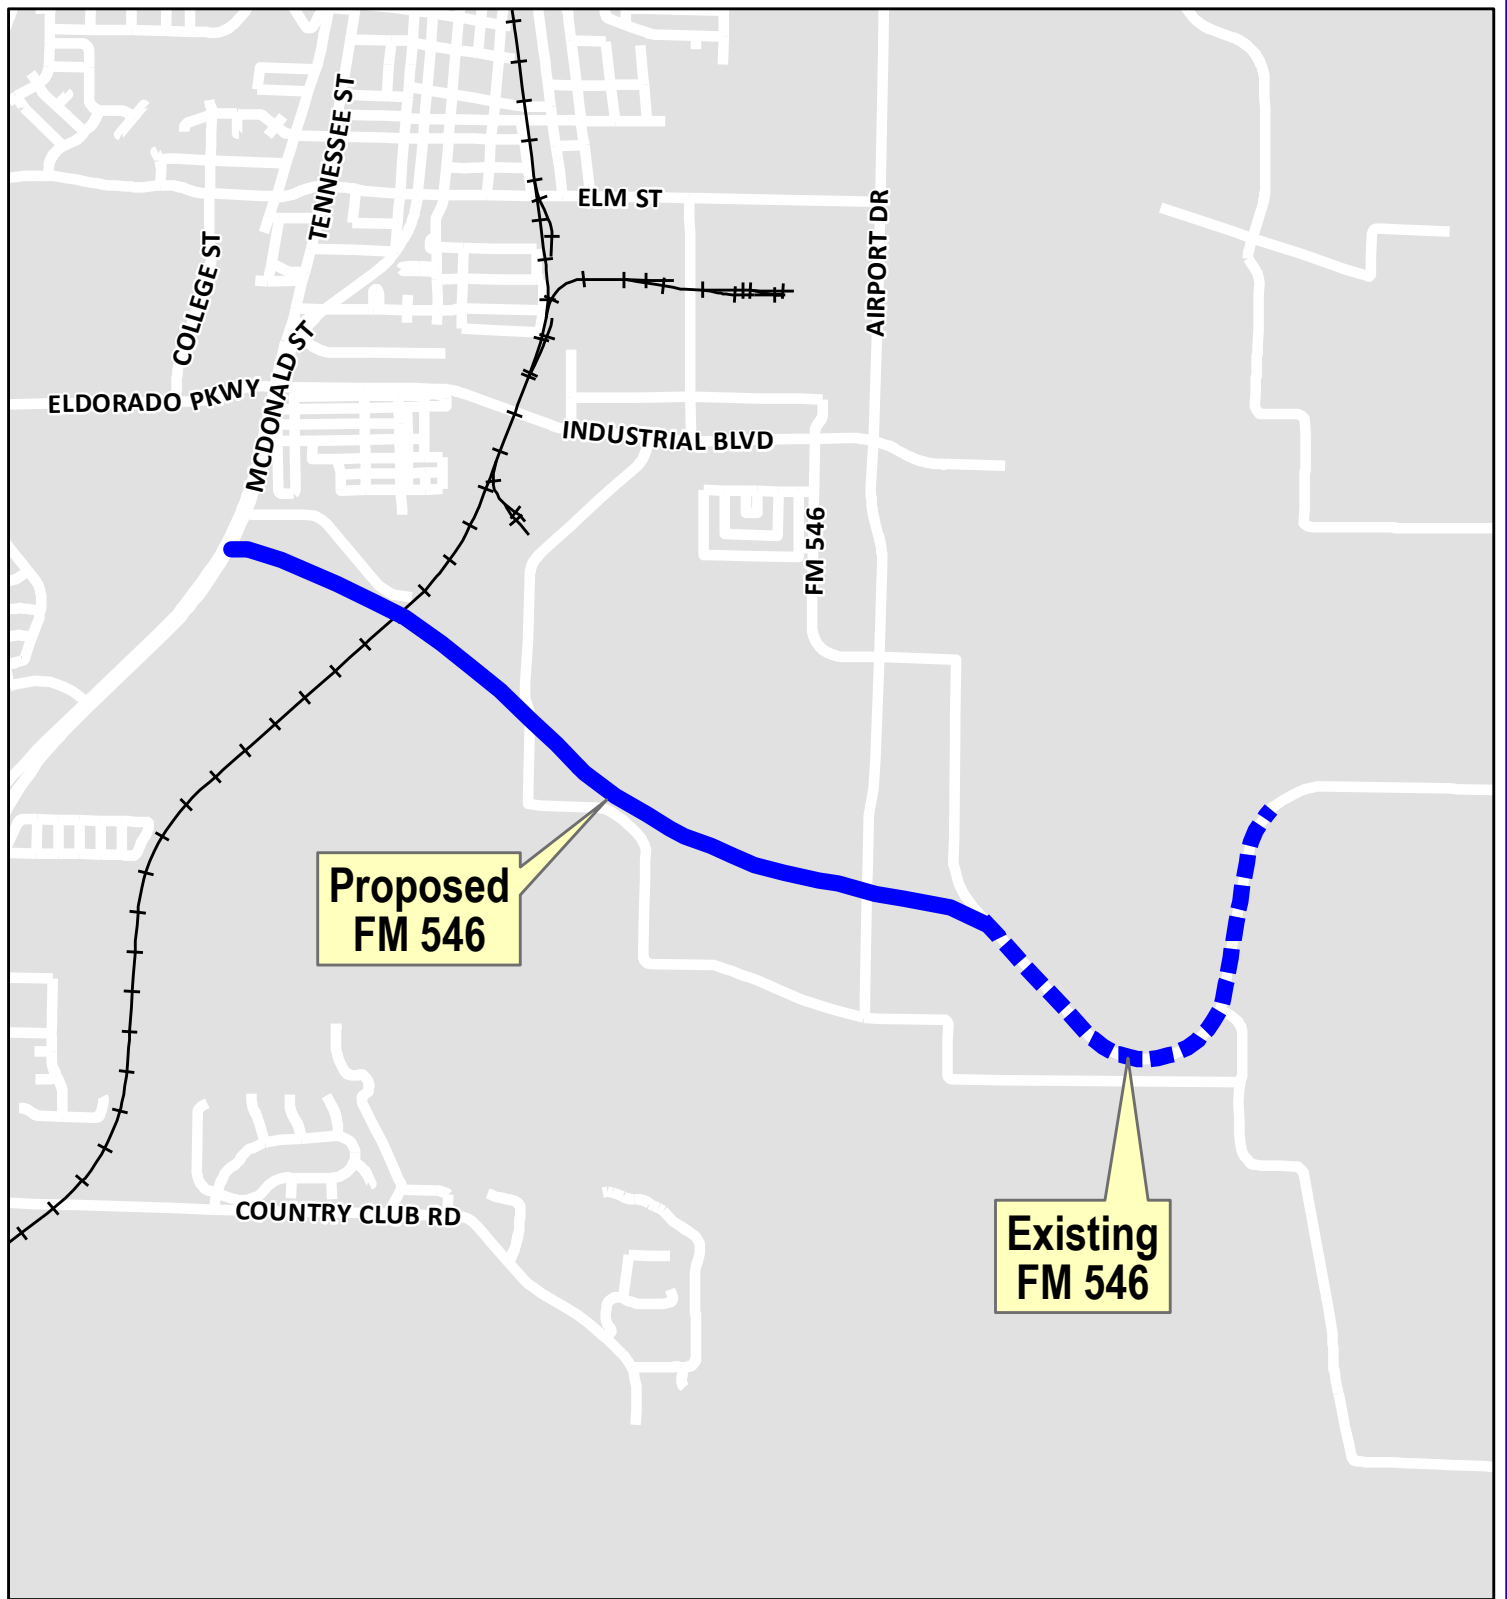 TENNESSEE ST
ELM ST
AIRPORT DR
COLLEGE ST
MCDONALD ST
ELDORADO PKWY
INDUSTRIAL BLVD
FM 546
Proposed
FM 546
COUNTRY CLUB RD
Existing
FM 546